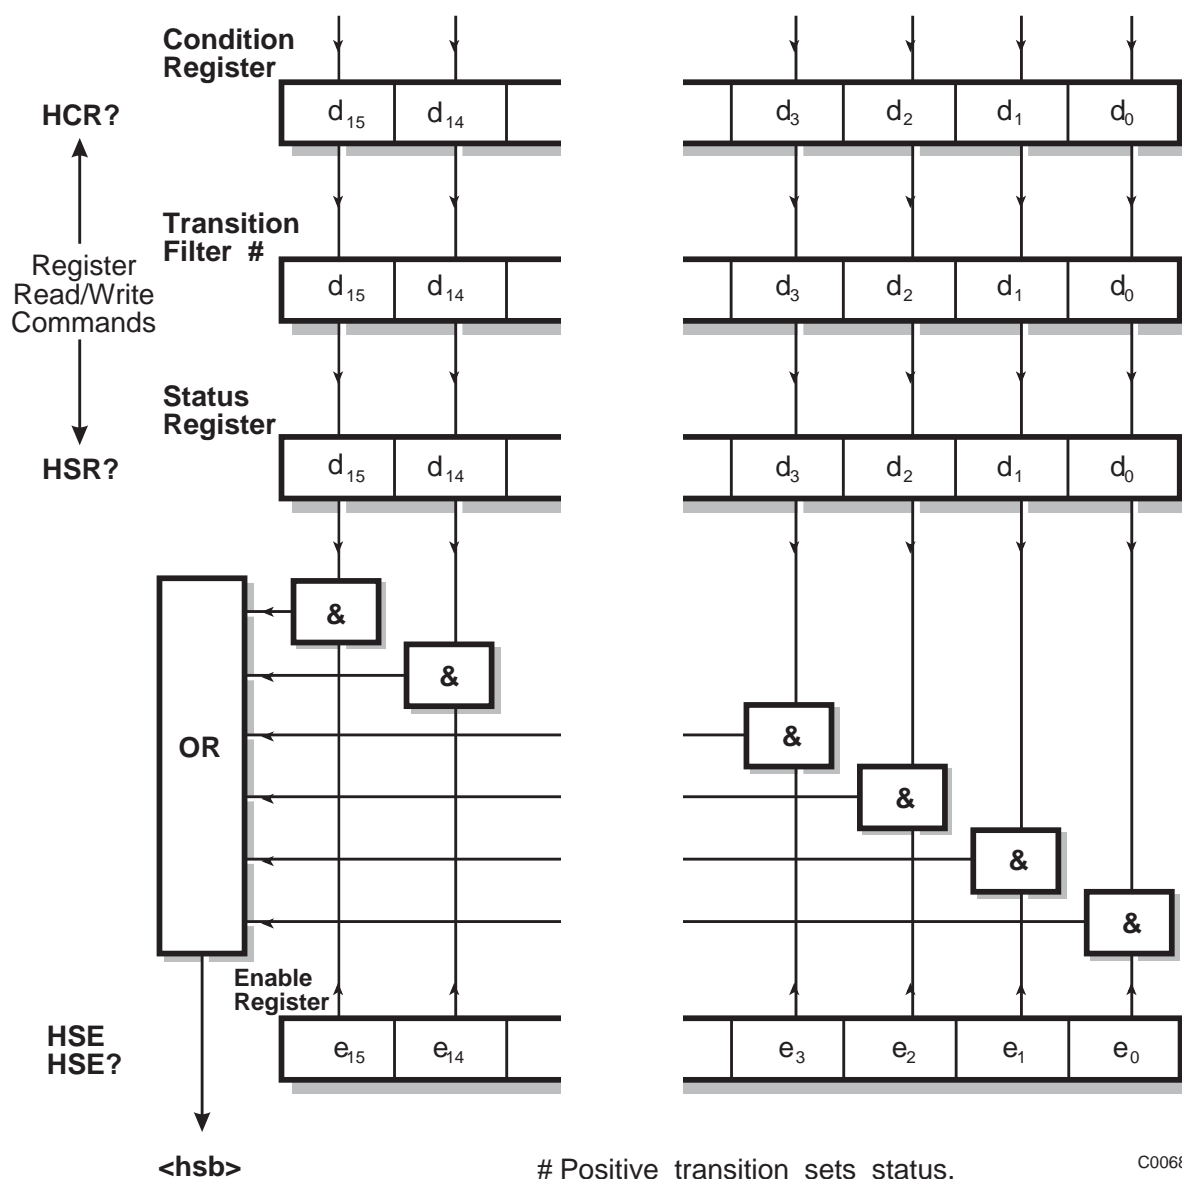 Condition
Register
HCR?
d15 d14 d3 d2 d1 d0
Transition
Filter #
Register
Read/Write
Commands
d15 d14 d3 d2 d1 d0
Status
Register
HSR?
d15 d14 d3 d2 d1 d0
&
&
&
OR
&
&
&
Enable
Register
HSE
HSE?
e15 e14 e3 e2 e1 e0
<hsb>
# Positive transition sets status.
C0068